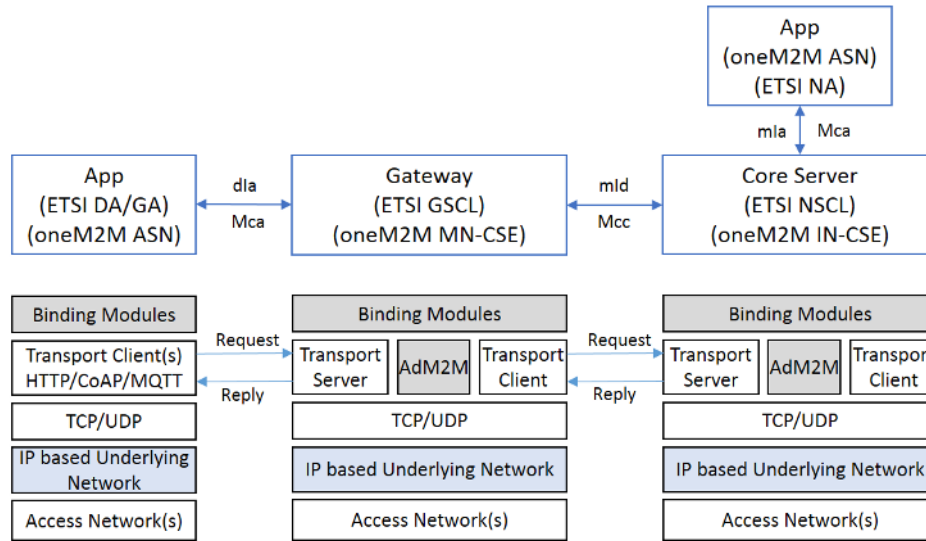 App
(oneM2M ASN)
(ETSI NA)
mIa
Mca
App
(ETSI DA/GA)
(oneM2M ASN)
dIa
Mca
Gateway
(ETSI GSCL)
(oneM2M MN-CSE)
mId
Mcc
Core Server
(ETSI NSCL)
(oneM2M IN-CSE)
Binding Modules
Transport Client(s)
HTTP/CoAP/MQTT
TCP/UDP
IP based Underlying
Network
Access Network(s)
Request
Reply
Binding Modules
Transport
Server
AdM2M
Transport
Client
TCP/UDP
IP based Underlying Network
Access Network(s)
Request
Reply
Binding Modules
Transport
Server
AdM2M
Transport
Client
TCP/UDP
IP based Underlying Network
Access Network(s)